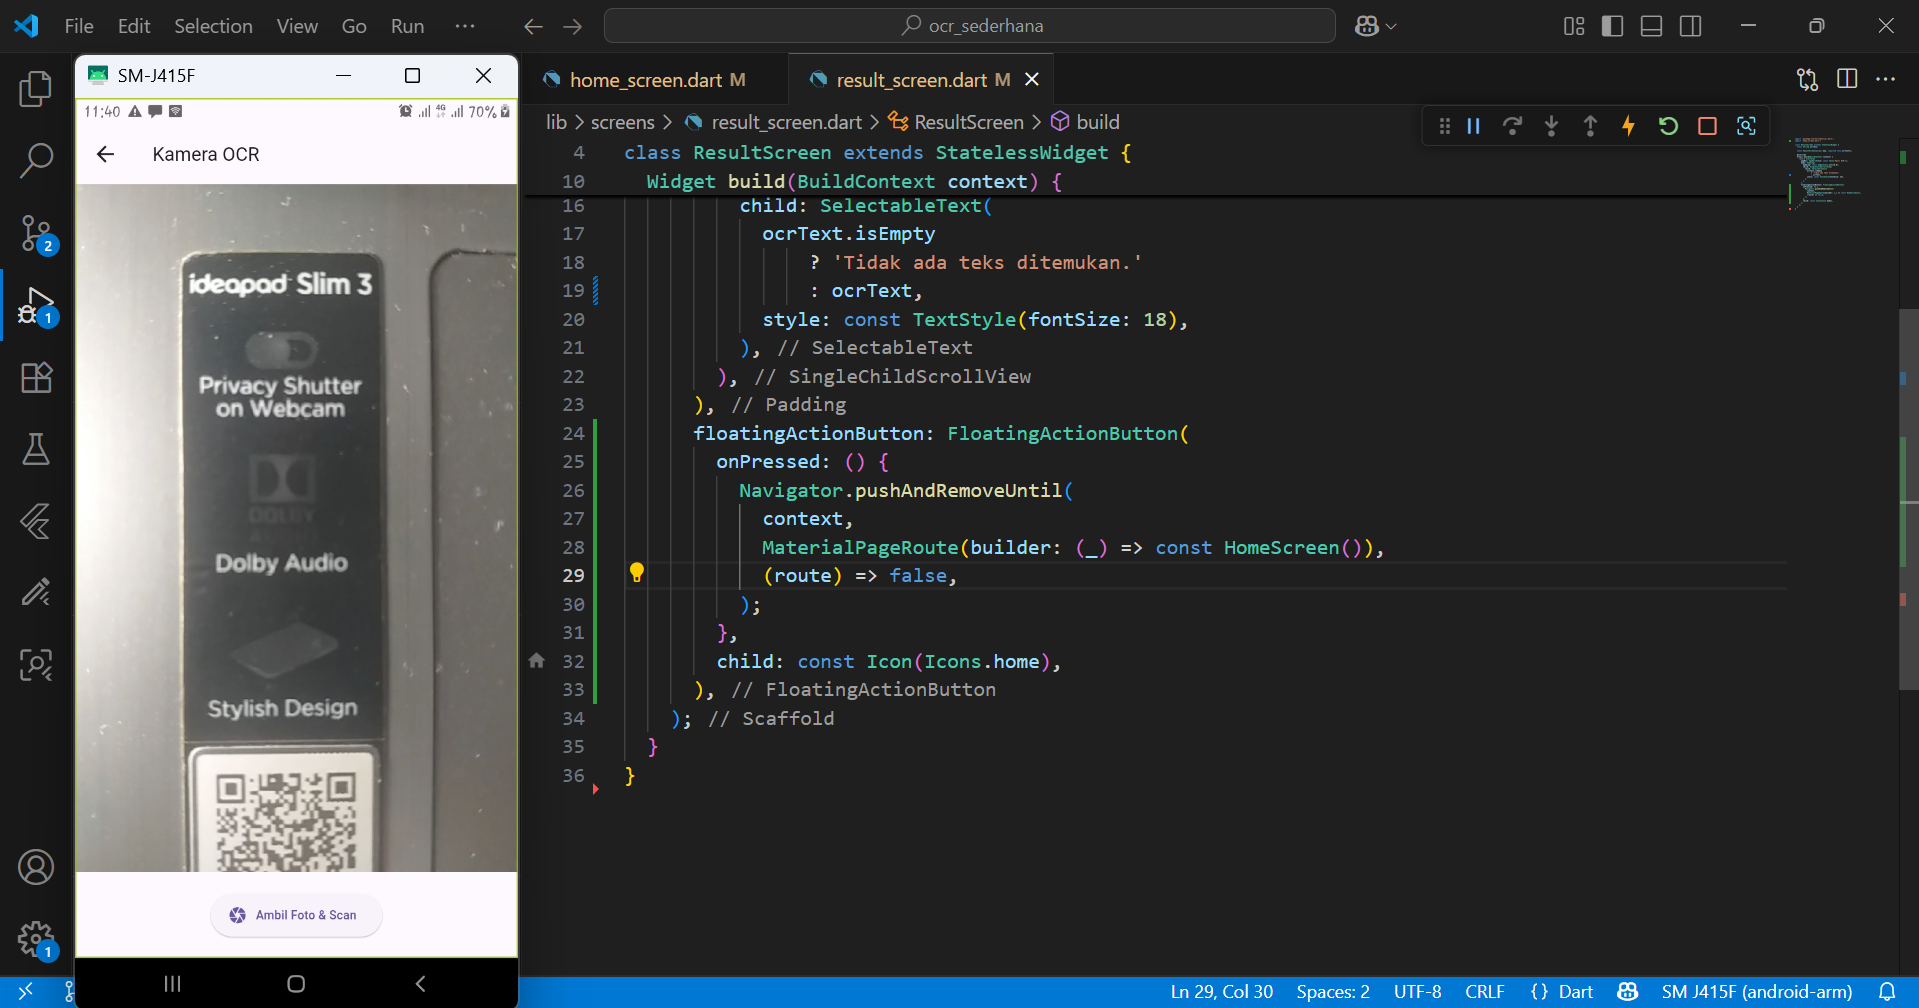 File Edit Selection View Go Run ...
ocr_sederhana
SM-J415F
11:40
4G 70%
Kamera OCR
ideapad Slim 3
Privacy Shutter
on Webcam
DOLBY
Dolby Audio
Stylish Design
Ambil Foto & Scan
2
1
1
home_screen.dart M
result_screen.dart M
lib > screens > result_screen.dart > ResultScreen > build
4 class ResultScreen extends StatelessWidget {
10 Widget build(BuildContext context) {
16 child: SelectableText(
17 ocrText.isEmpty
18 ? 'Tidak ada teks ditemukan.'
19 : ocrText,
20 style: const TextStyle(fontSize: 18),
21 ), // SelectableText
22 ), // SingleChildScrollView
23 ), // Padding
24 floatingActionButton: FloatingActionButton(
25 onPressed: () {
26 Navigator.pushAndRemoveUntil(
27 context,
28 MaterialPageRoute(builder: (_) => const HomeScreen()),
29 (route) => false,
30 );
31 },
32 child: const Icon(Icons.home),
33 ), // FloatingActionButton
34 ); // Scaffold
35 }
36 }
Ln 29, Col 30 Spaces: 2 UTF-8 CRLF {} Dart SM J415F (android-arm)